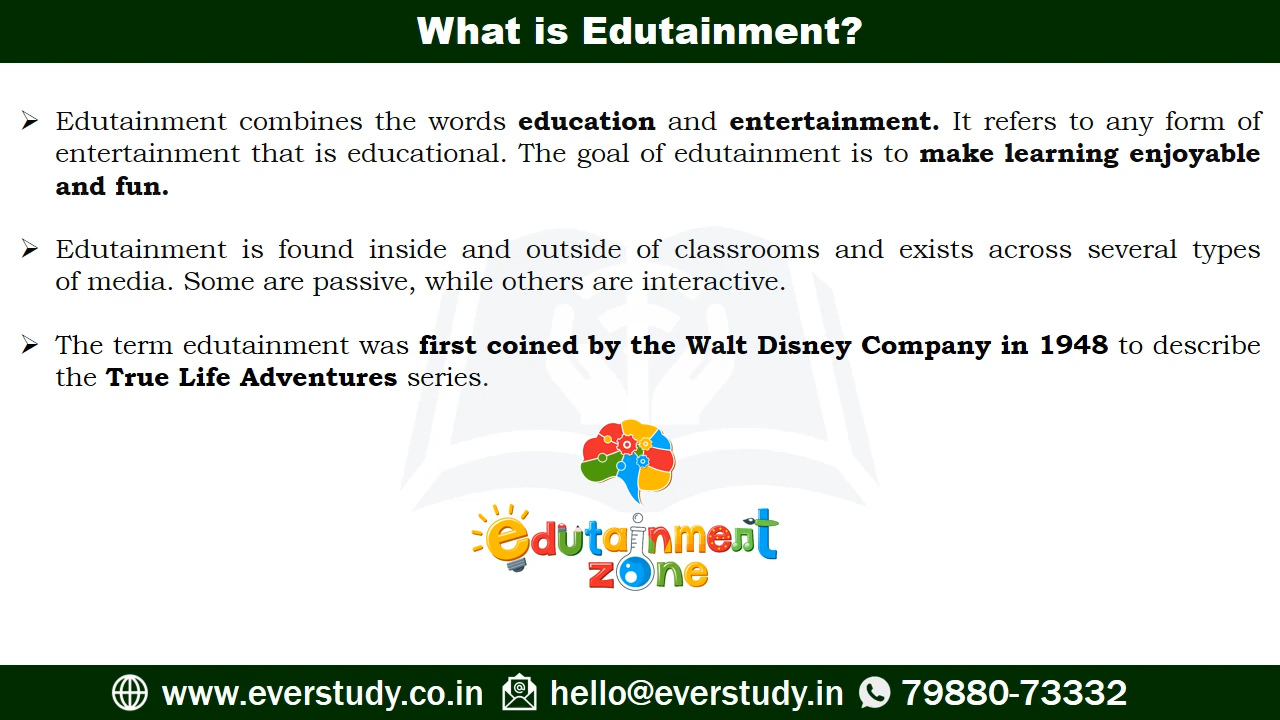 What is Edutainment?
Edutainment combines the words education and entertainment. It refers to any form of
entertainment that is educational. The goal of edutainment is to make learning enjoyable
and fun.
Edutainment is found inside and outside of classrooms and exists across several types
of media. Some are passive, while others are interactive.
The term edutainment was first coined by the Walt Disney Company in 1948 to describe
the True Life Adventures series.
edutainment
zone
www.everstudy.co.in hello@everstudy.in 79880-73332